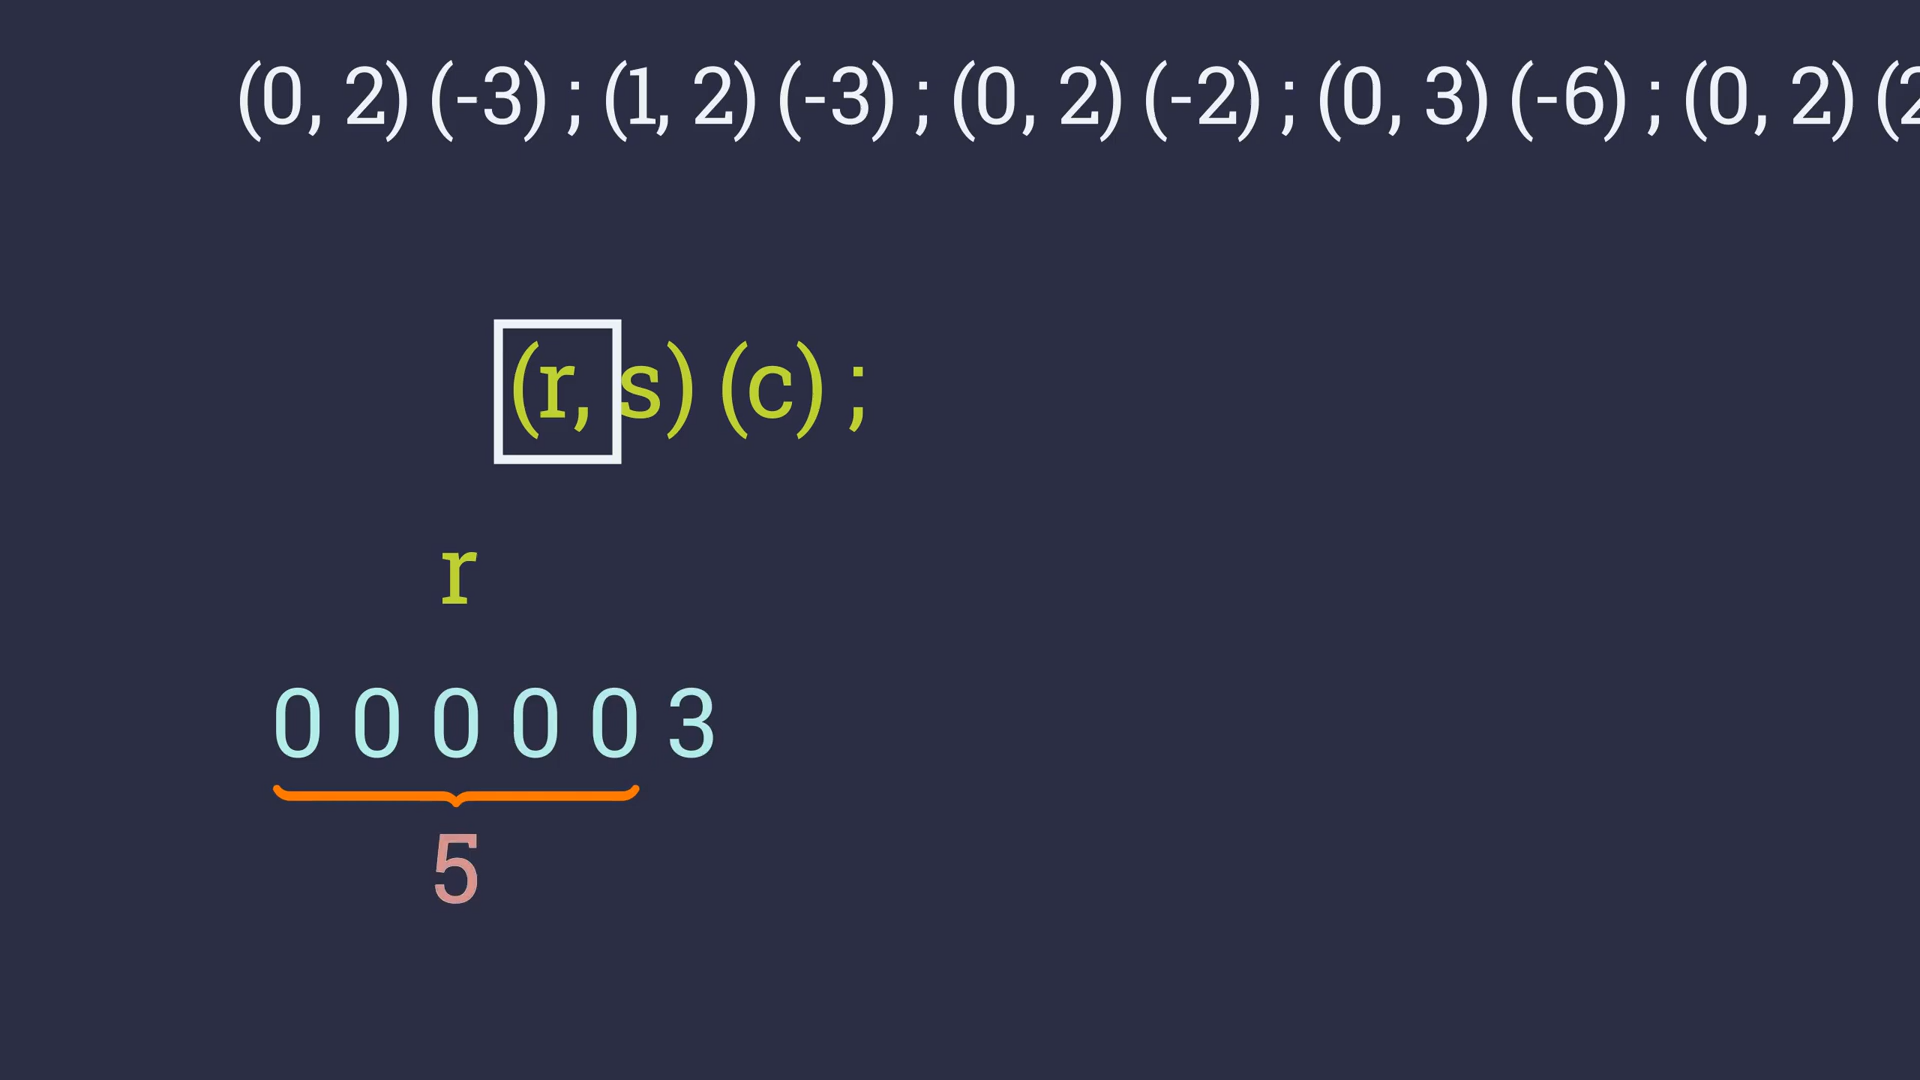 (0, 2) (-3) ; (1, 2) (-3) ; (0, 2) (-2) ; (0, 3) (-6) ; (0, 2) (2
(r, s) (c) ;
r
0 0 0 0 0 3
5